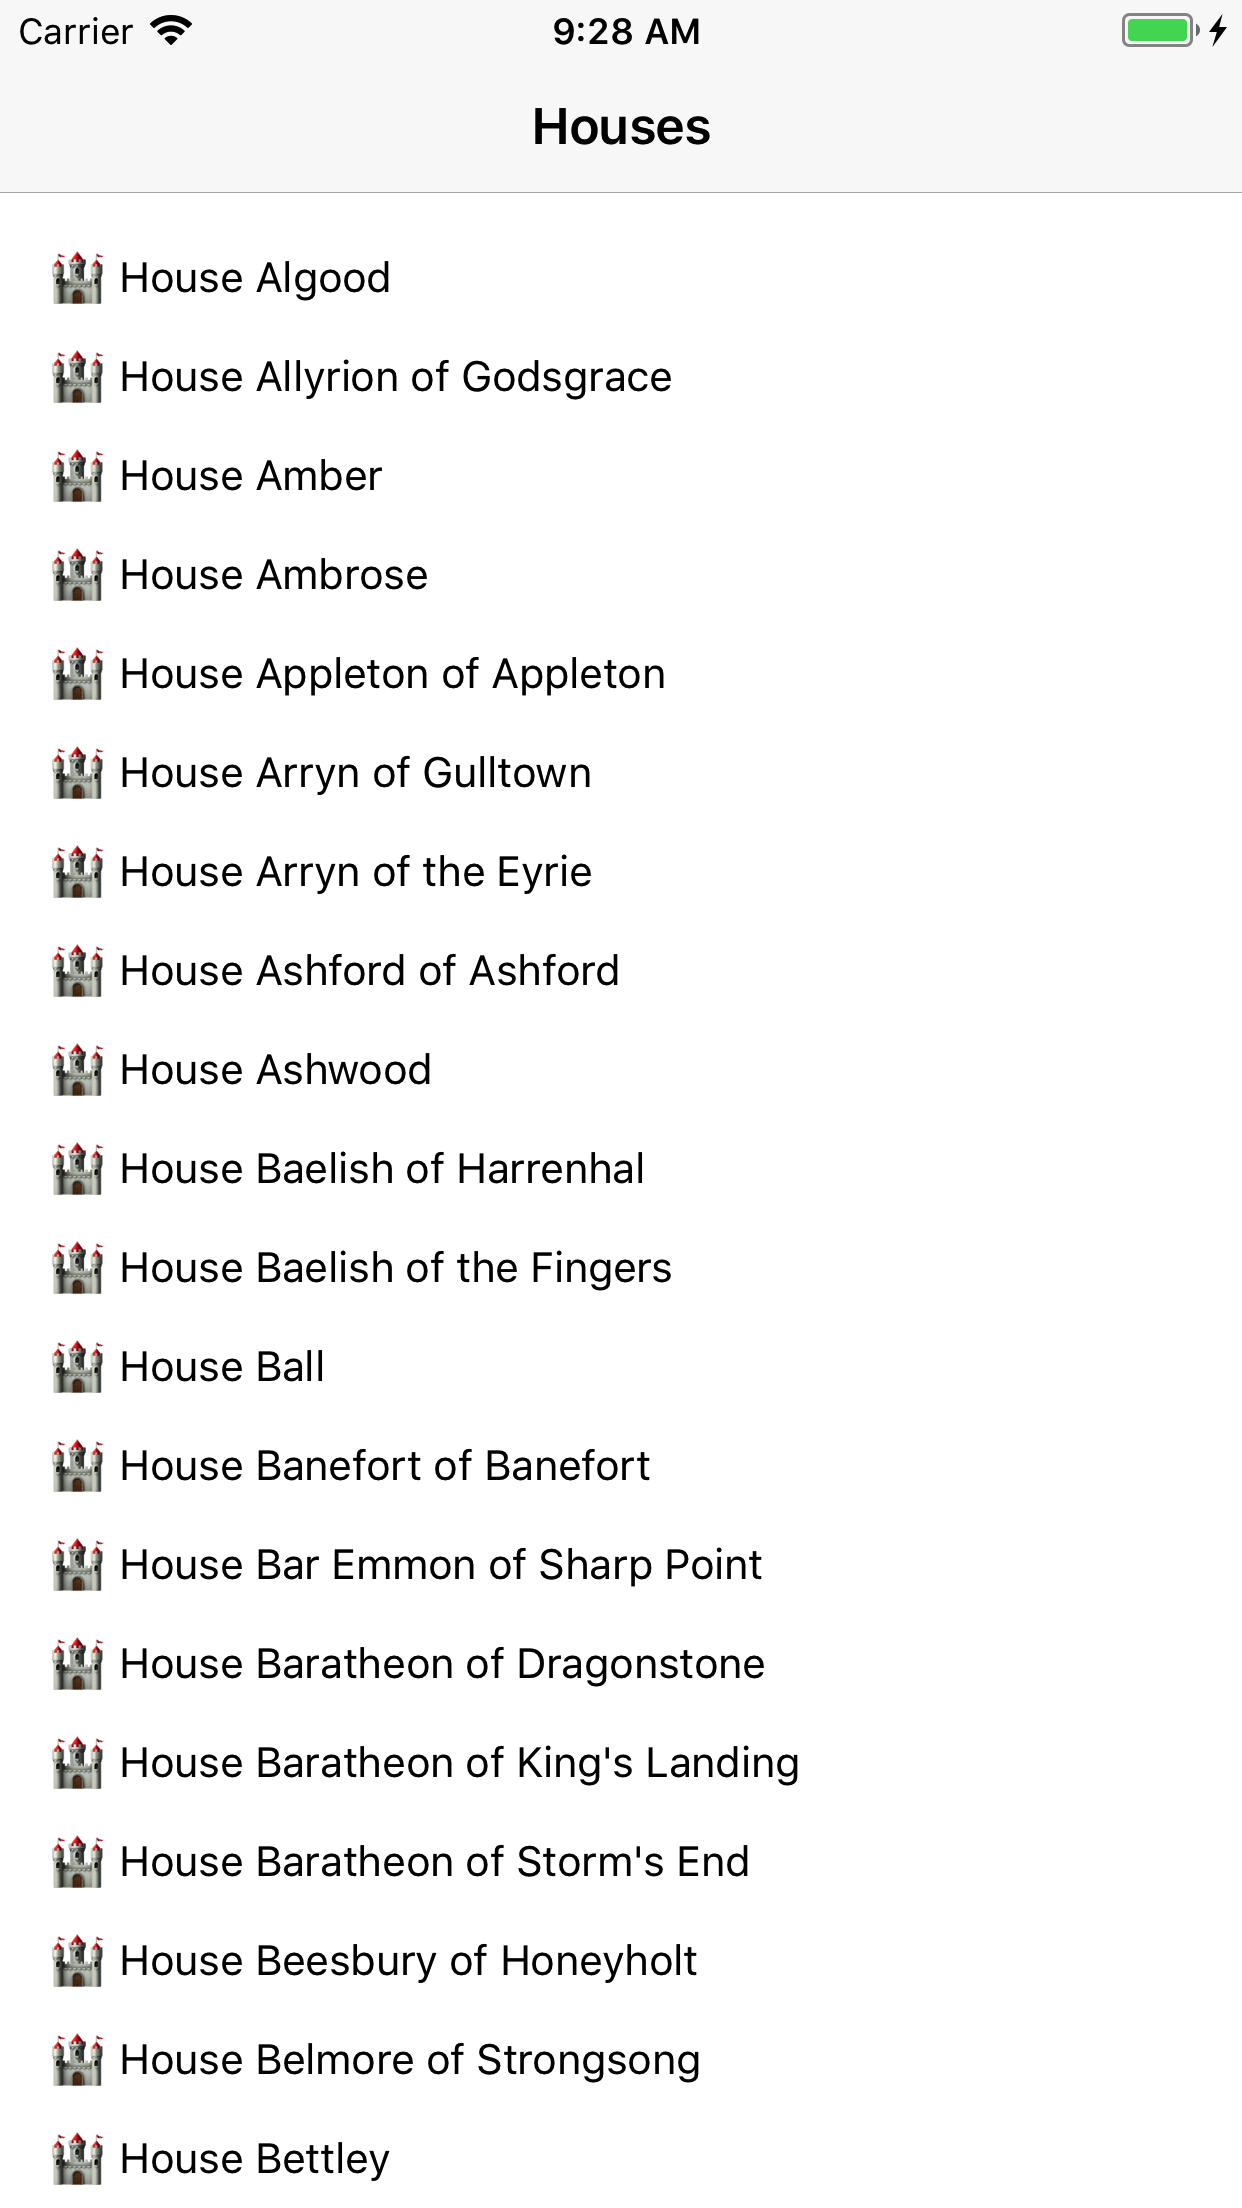 Carrier 9:28 AM
Houses
🏰 House Algood
🏰 House Allyrion of Godsgrace
🏰 House Amber
🏰 House Ambrose
🏰 House Appleton of Appleton
🏰 House Arryn of Gulltown
🏰 House Arryn of the Eyrie
🏰 House Ashford of Ashford
🏰 House Ashwood
🏰 House Baelish of Harrenhal
🏰 House Baelish of the Fingers
🏰 House Ball
🏰 House Banefort of Banefort
🏰 House Bar Emmon of Sharp Point
🏰 House Baratheon of Dragonstone
🏰 House Baratheon of King's Landing
🏰 House Baratheon of Storm's End
🏰 House Beesbury of Honeyholt
🏰 House Belmore of Strongsong
🏰 House Bettley